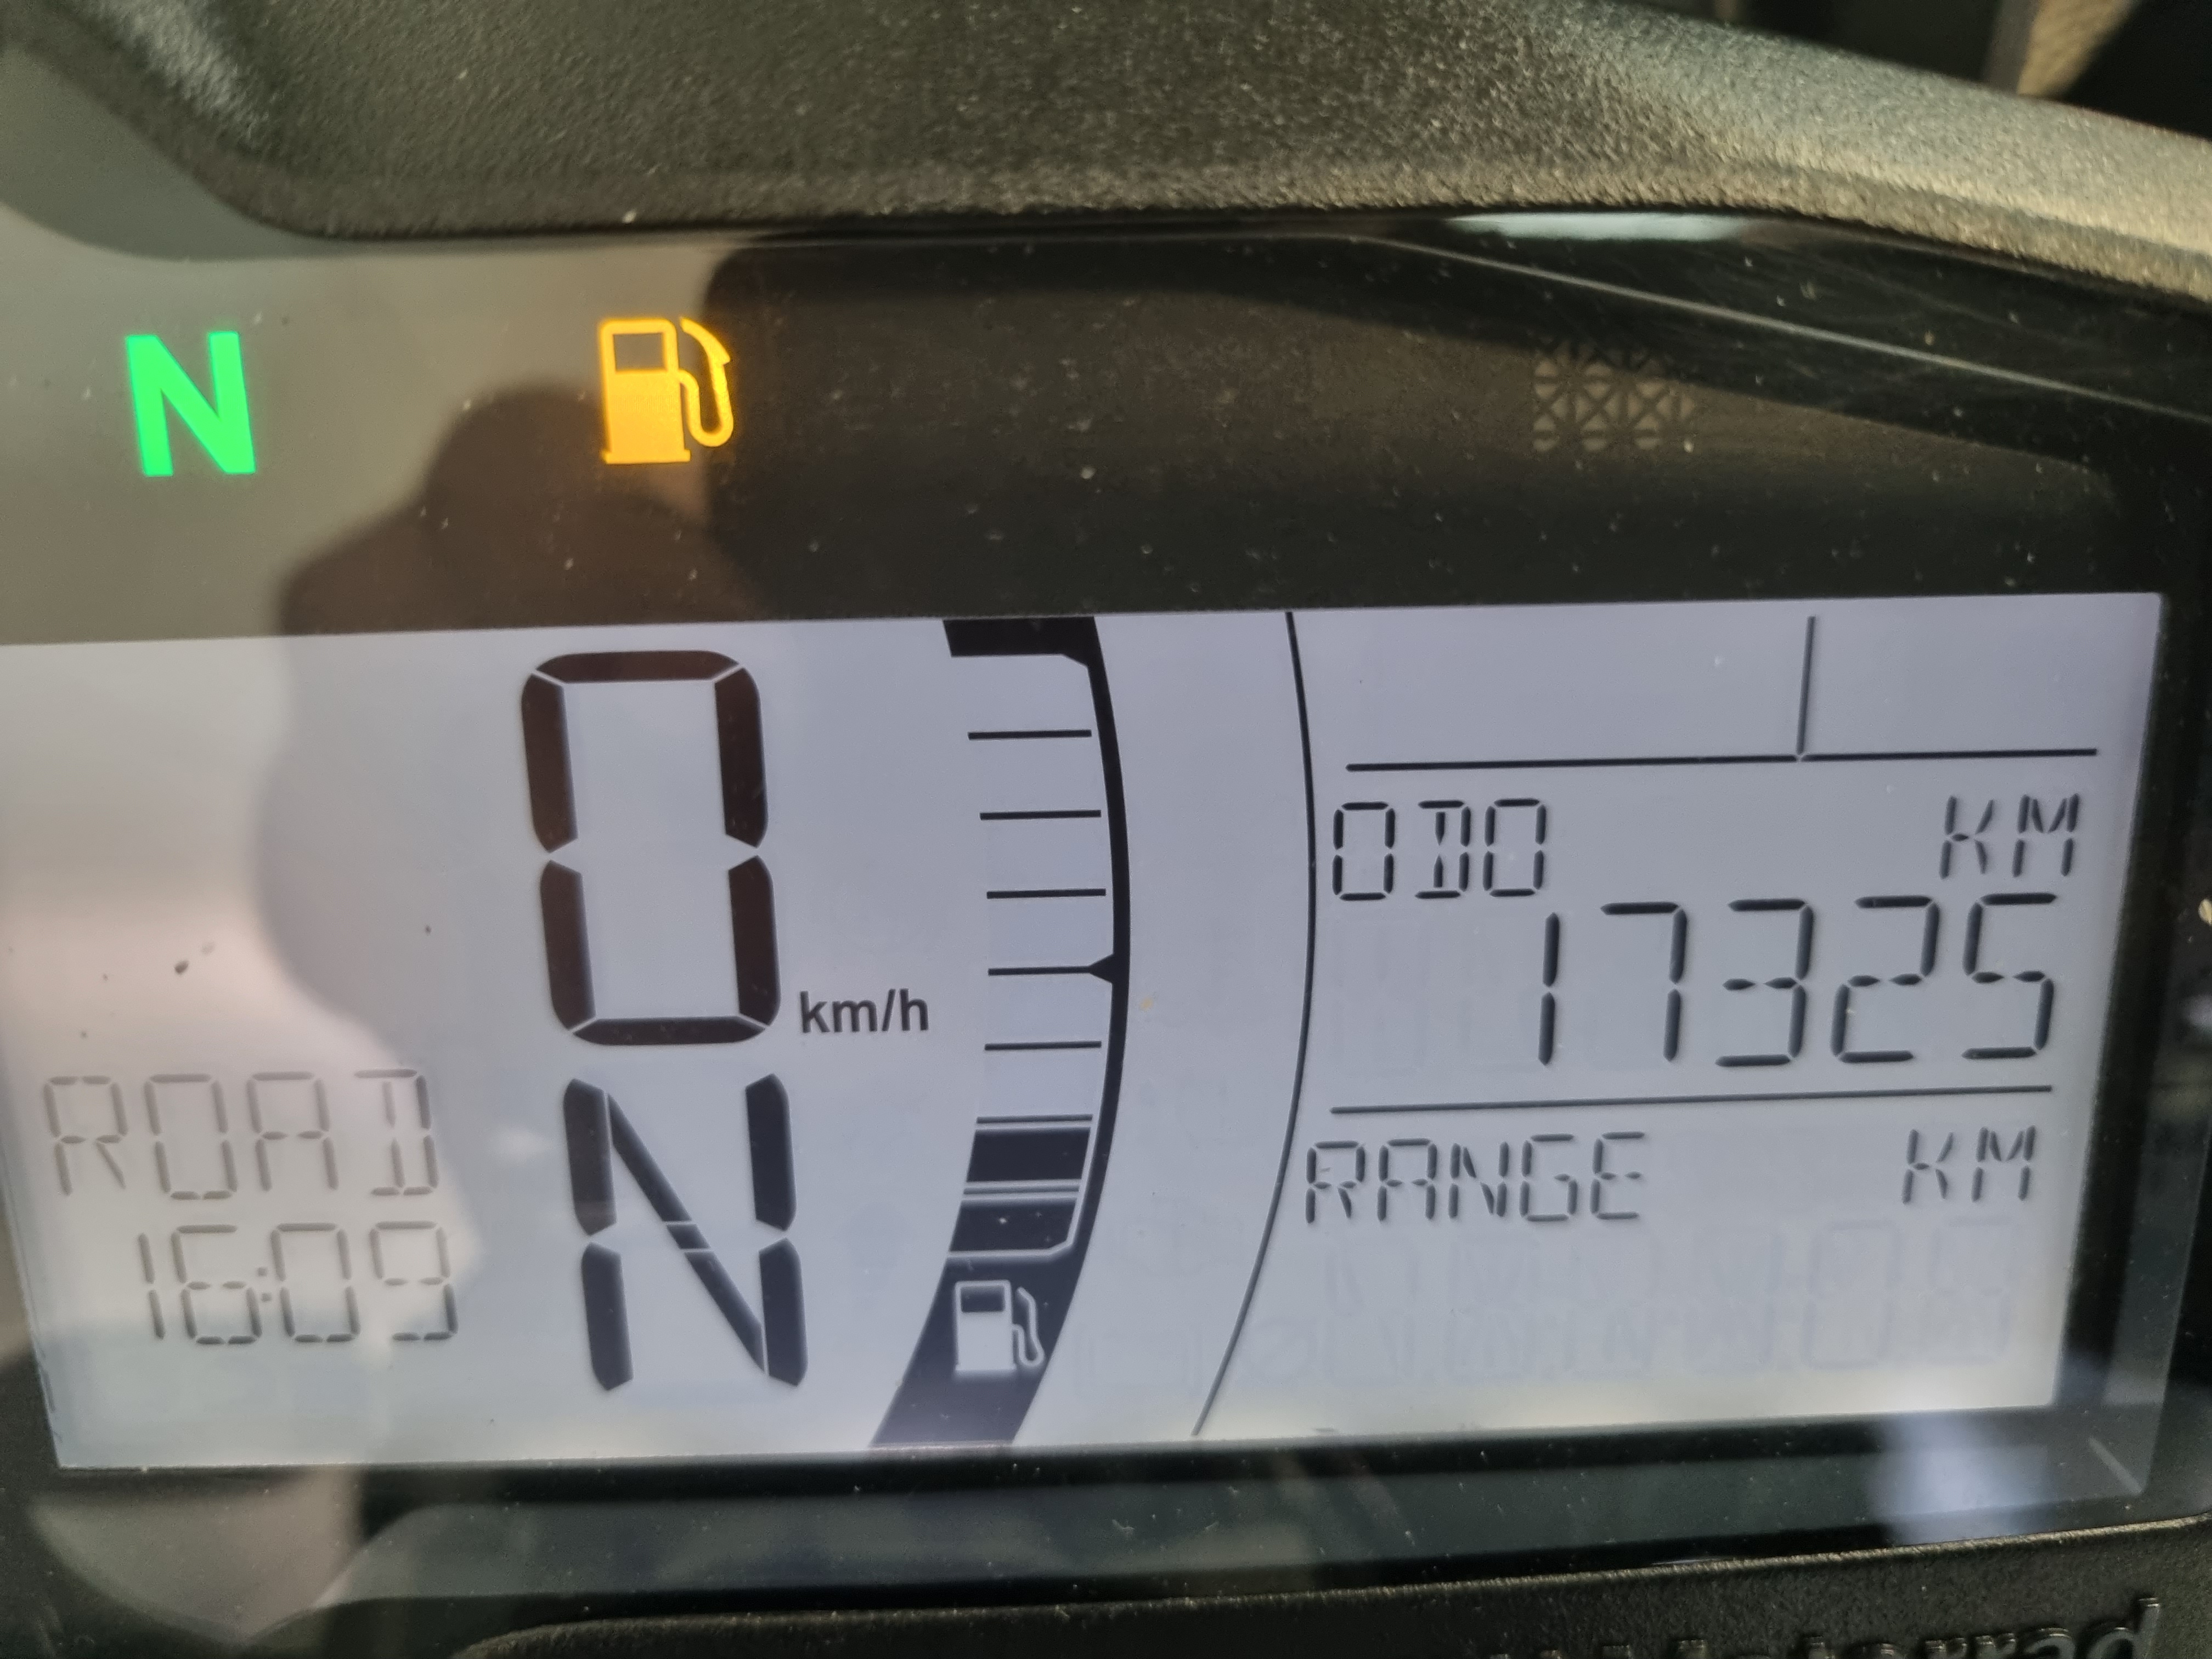 N
0 km/h
N
ROAD
16:09
ODO KM
17325
RANGE KM